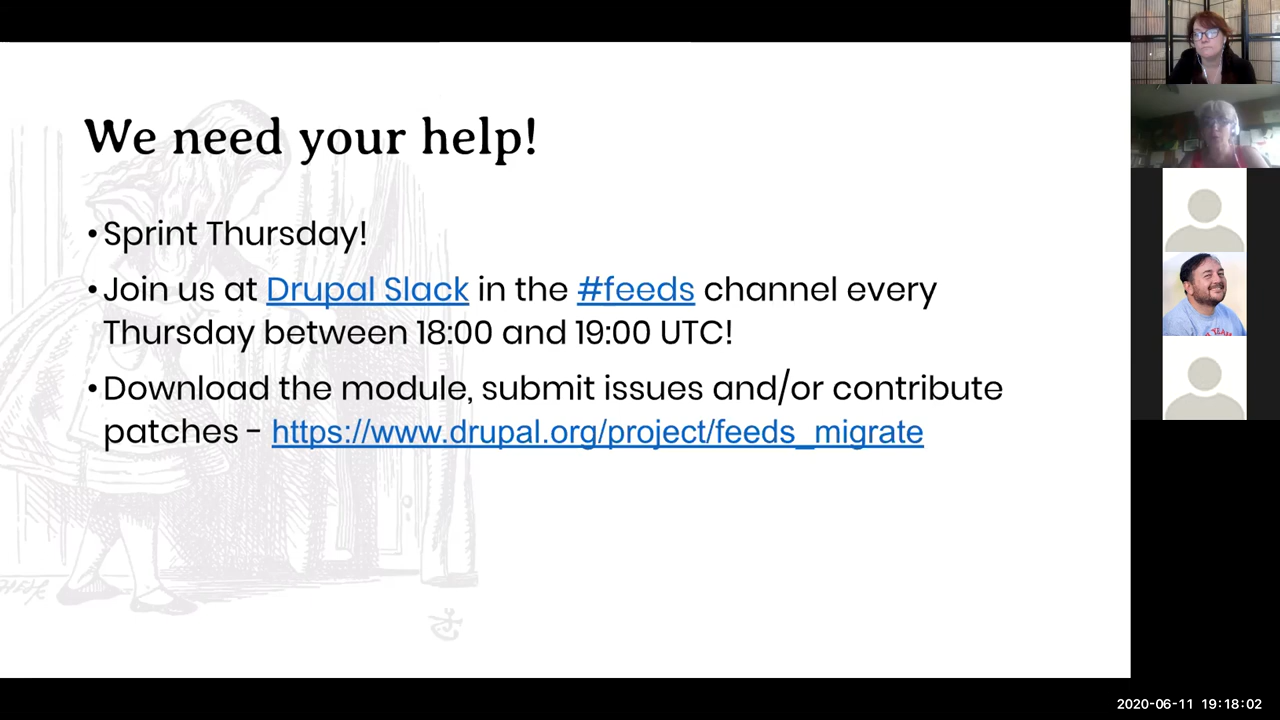 We need your help!
• Sprint Thursday!
• Join us at Drupal Slack in the #feeds channel every
Thursday between 18:00 and 19:00 UTC!
• Download the module, submit issues and/or contribute
patches - https://www.drupal.org/project/feeds_migrate
2020-06-11 19:18:02